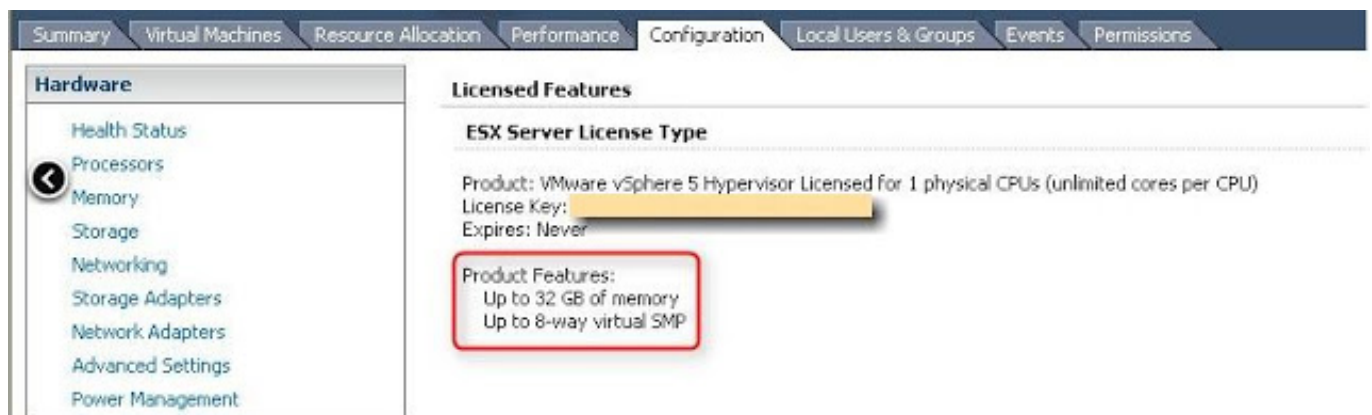 Summary Virtual Machines Resource Allocation Performance Configuration Local Users & Groups Events Permissions
Hardware
Health Status
Processors
Memory
Storage
Networking
Storage Adapters
Network Adapters
Advanced Settings
Power Management
Licensed Features
ESX Server License Type
Product: VMware vSphere 5 Hypervisor Licensed for 1 physical CPUs (unlimited cores per CPU)
License Key:
Expires: Never
Product Features:
Up to 32 GB of memory
Up to 8-way virtual SMP